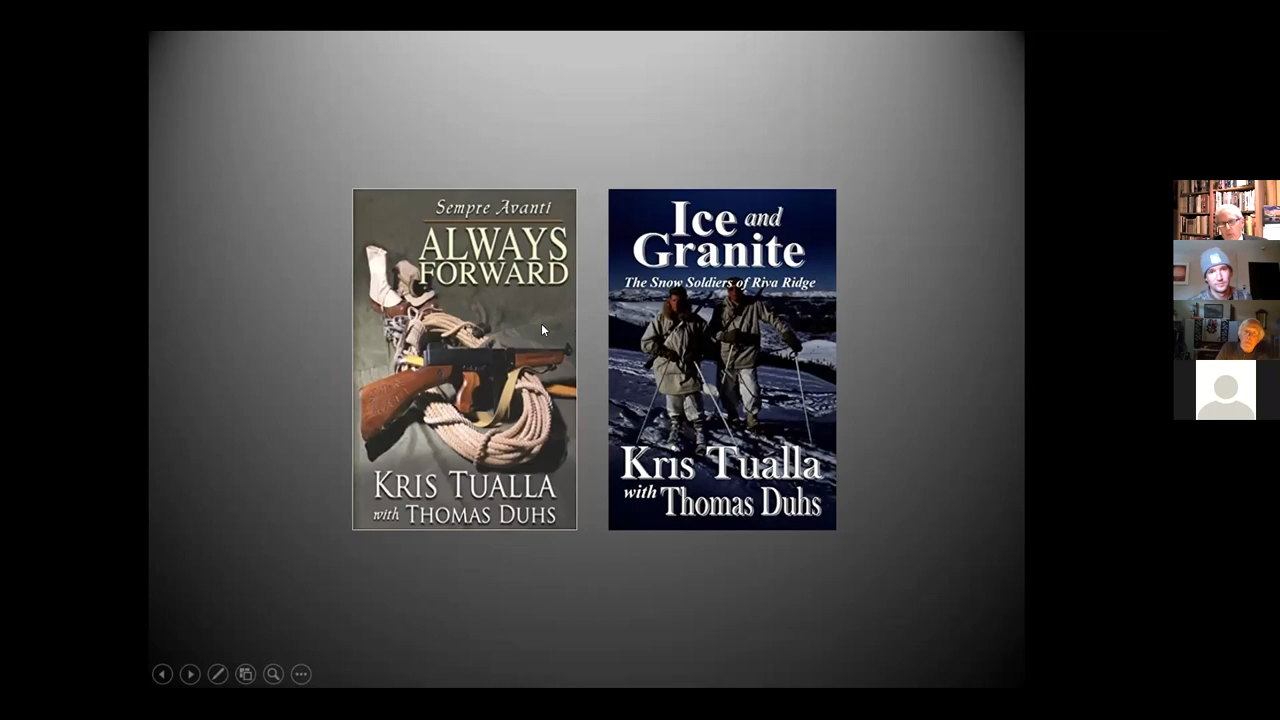 Sempre Avanti
ALWAYS
FORWARD
KRIS TUALLA
with THOMAS DUHS
Ice and
Granite
The Snow Soldiers of Riva Ridge
Kris Tualla
with Thomas Duhs